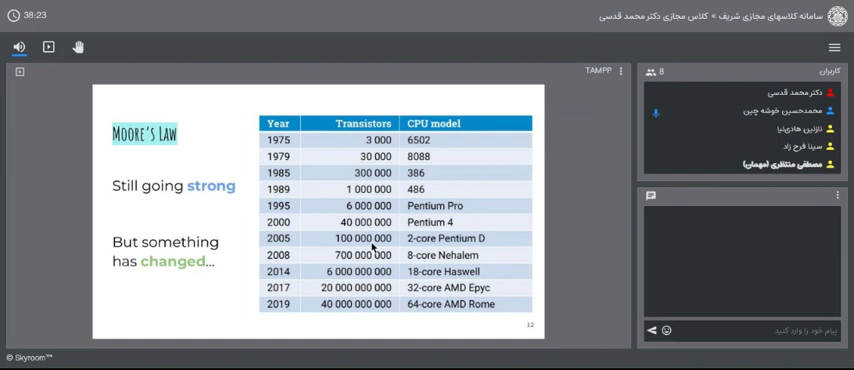 38:23
سامانه کلاسهای مجازی شریف > کلاس مجازی دکتر محمد قدسی
TAMPP
MOORE'S LAW
Still going strong
But something
has changed...
Year Transistors CPU model
1975 3 000 6502
1979 30 000 8088
1985 300 000 386
1989 1 000 000 486
1995 6 000 000 Pentium Pro
2000 40 000 000 Pentium 4
2005 100 000 000 2-core Pentium D
2008 700 000 000 8-core Nehalem
2014 6 000 000 000 18-core Haswell
2017 20 000 000 000 32-core AMD Epyc
2019 40 000 000 000 64-core AMD Rome
12
کاربران 8
دکتر محمد قدسی
محمدحسین خوشه چین
نازنین هادی‌نیا
سینا فرح زاد
مصطفی منتظری (مهمان)
پیام خود را وارد کنید
© Skyroom™